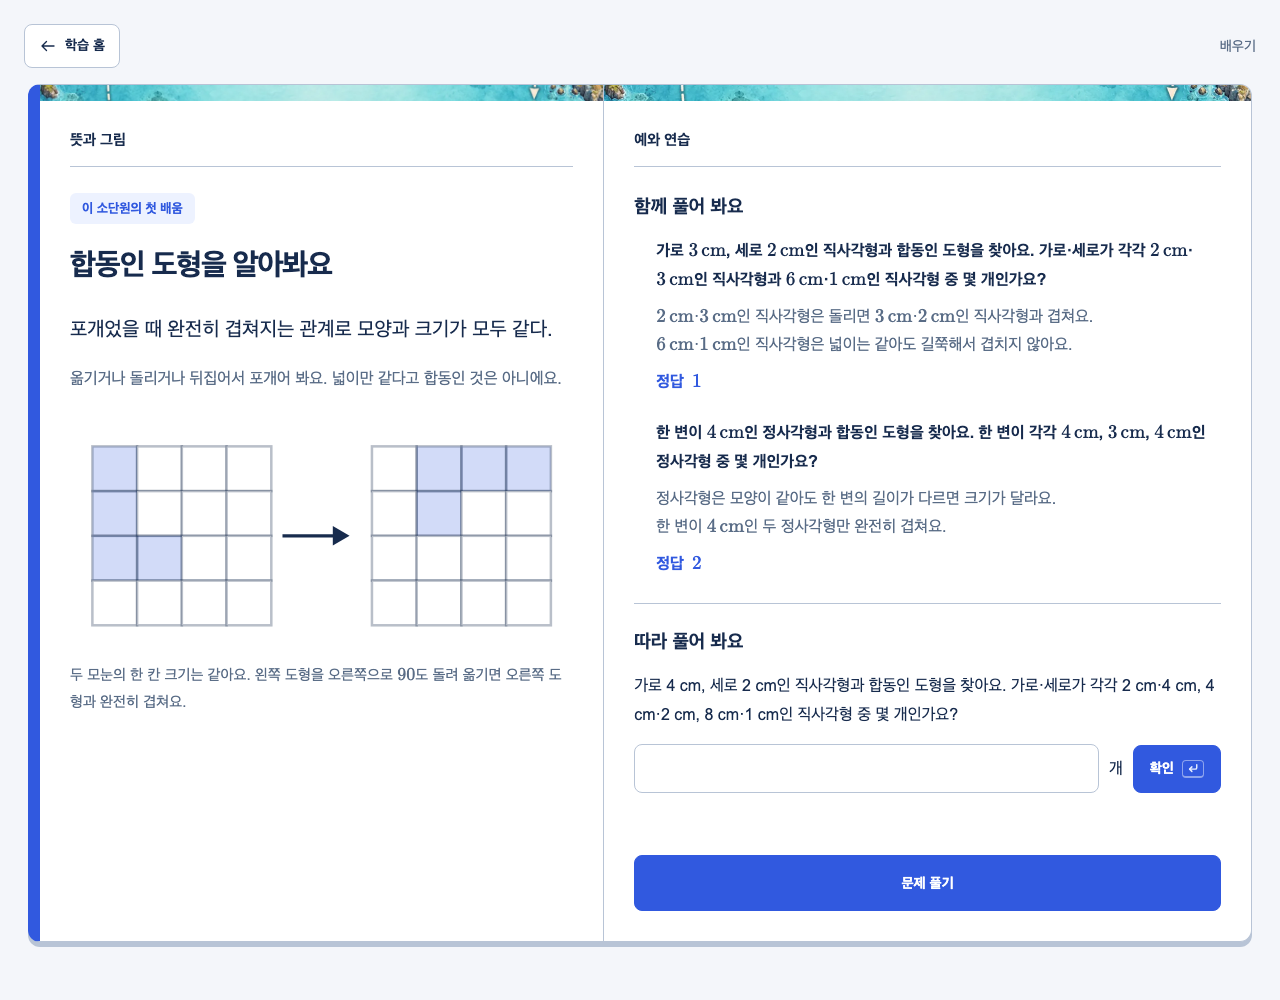 학습 홈
배우기
뜻과 그림
이 소단원의 첫 배움
합동인 도형을 알아봐요
포개었을 때 완전히 겹쳐지는 관계로 모양과 크기가 모두 같다.
옮기거나 돌리거나 뒤집어서 포개어 봐요. 넓이만 같다고 합동인 것은 아니에요.
두 모눈의 한 칸 크기는 같아요. 왼쪽 도형을 오른쪽으로 90도 돌려 옮기면 오른쪽 도
형과 완전히 겹쳐요.
예와 연습
함께 풀어 봐요
가로 3 cm, 세로 2 cm인 직사각형과 합동인 도형을 찾아요. 가로·세로가 각각 2 cm·
3 cm인 직사각형과 6 cm·1 cm인 직사각형 중 몇 개인가요?
2 cm·3 cm인 직사각형은 돌리면 3 cm·2 cm인 직사각형과 겹쳐요.
6 cm·1 cm인 직사각형은 넓이는 같아도 길쭉해서 겹치지 않아요.
정답 1
한 변이 4 cm인 정사각형과 합동인 도형을 찾아요. 한 변이 각각 4 cm, 3 cm, 4 cm인
정사각형 중 몇 개인가요?
정사각형은 모양이 같아도 한 변의 길이가 다르면 크기가 달라요.
한 변이 4 cm인 두 정사각형만 완전히 겹쳐요.
정답 2
따라 풀어 봐요
가로 4 cm, 세로 2 cm인 직사각형과 합동인 도형을 찾아요. 가로·세로가 각각 2 cm·4 cm, 4
cm·2 cm, 8 cm·1 cm인 직사각형 중 몇 개인가요?
개
확인
문제 풀기